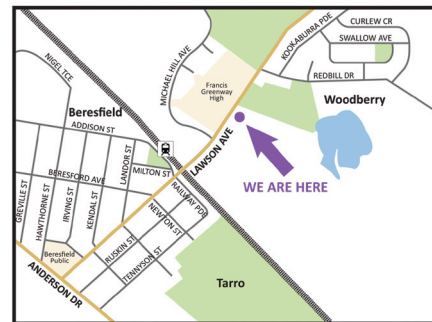 CURLEW CR
KOOKABURRA PDE
SWALLOW AVE
MICHAEL HILL AVE
NIGEL TCE
REDBILL DR
Francis
Greenway
High
Woodberry
Beresfield
ADDISON ST
LAWSON AVE
LANDOR ST
MILTON ST
WE ARE HERE
BERESFORD AVE
RAILWAY PDE
GREVILLE ST
HAWTHORNE ST
IRVING ST
KENDAL ST
NEWTON ST
RUSKIN ST
TENNYSON ST
Beresfield
Public
ANDERSON DR
Tarro